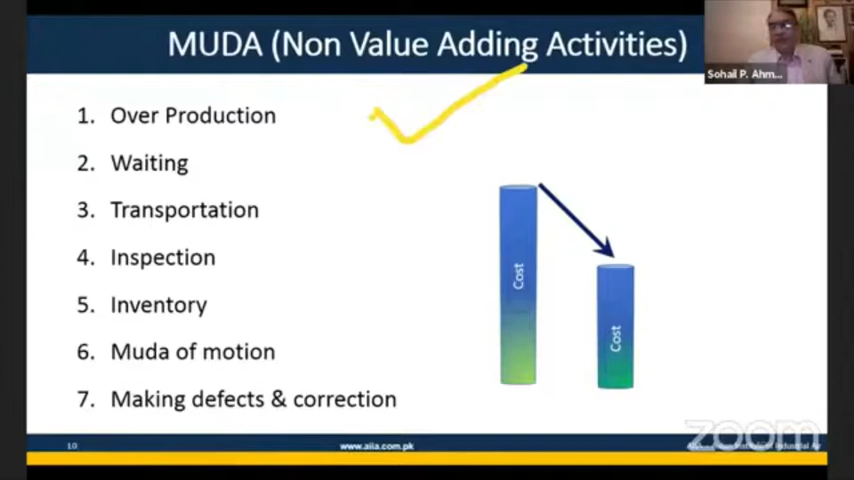 MUDA (Non Value Adding Activities)
Sohail P. Ahm...
1. Over Production
2. Waiting
3. Transportation
4. Inspection
5. Inventory
6. Muda of motion
7. Making defects & correction
Cost
Cost
10
www.aiia.com.pk
zoom